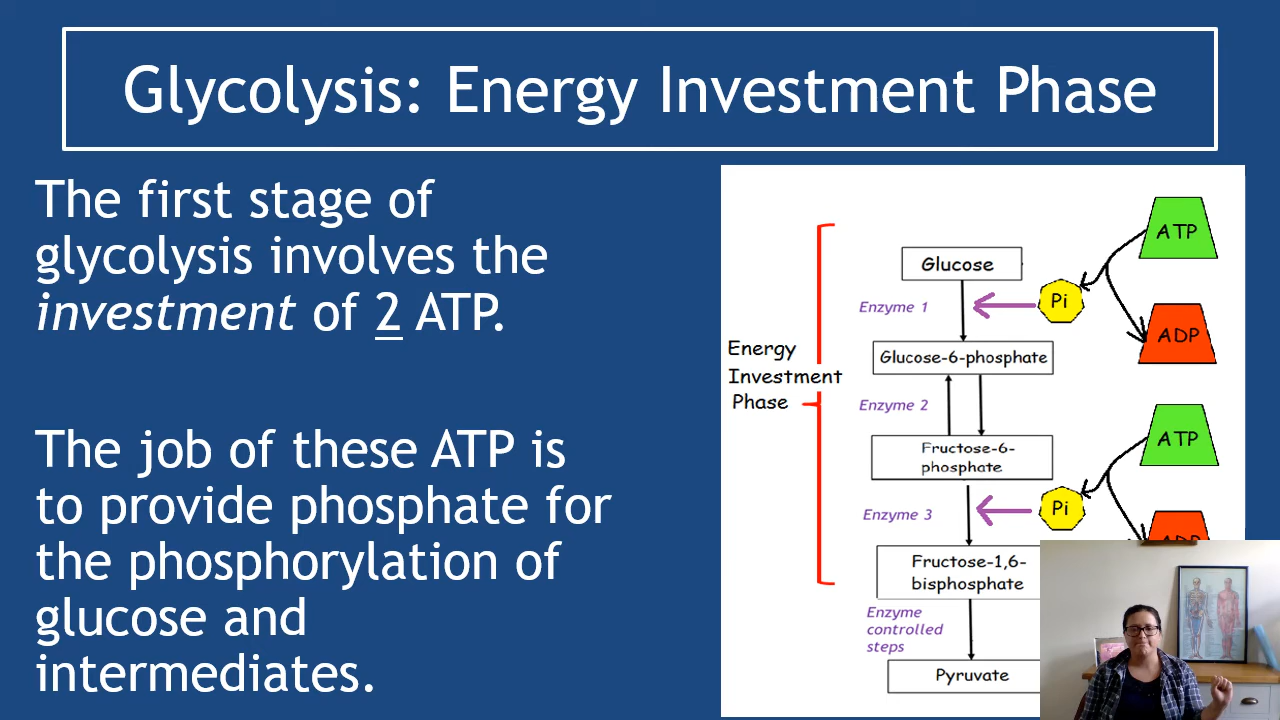 Glycolysis: Energy Investment Phase
The first stage of
glycolysis involves the
investment of 2 ATP.
The job of these ATP is
to provide phosphate for
the phosphorylation of
glucose and
intermediates.
Energy
Investment
Phase
Glucose
Enzyme 1
Pi
ATP
ADP
Glucose-6-phosphate
Enzyme 2
Fructose-6-
phosphate
Enzyme 3
Pi
ATP
ADP
Fructose-1,6-
bisphosphate
Enzyme
controlled
steps
Pyruvate